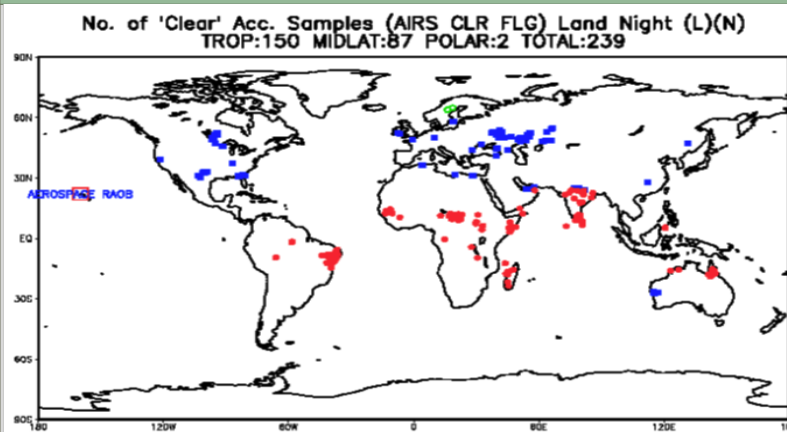 No. of 'Clear' Acc. Samples (AIRS CLR FLG) Land Night (L)(N)
TROP:150 MIDLAT:87 POLAR:2 TOTAL:239
90N
60N
30N
AEROSPACE RAOB
EQ
30S
60S
90S
180 120W 60W 0 60E 120E